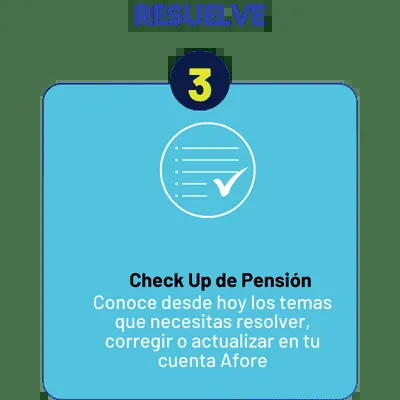 RESUELVE
3
Check Up de Pensión
Conoce desde hoy los temas
que necesitas resolver,
corregir o actualizar en tu
cuenta Afore